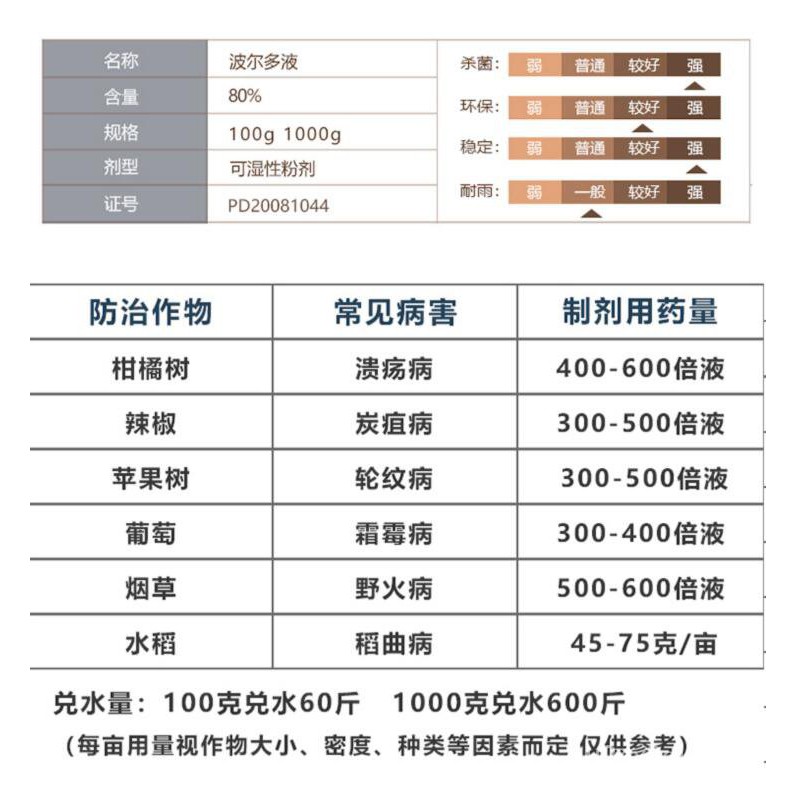 名称 波尔多液
含量 80%
规格 100g 1000g
剂型 可湿性粉剂
证号 PD20081044
杀菌: 弱 普通 较好 强
环保: 弱 普通 较好 强
稳定: 弱 普通 较好 强
耐雨: 弱 一般 较好 强
防治作物 常见病害 制剂用药量
柑橘树 溃疡病 400-600倍液
辣椒 炭疽病 300-500倍液
苹果树 轮纹病 300-500倍液
葡萄 霜霉病 300-400倍液
烟草 野火病 500-600倍液
水稻 稻曲病 45-75克/亩
兑水量：100克兑水60斤 1000克兑水600斤
（每亩用量视作物大小、密度、种类等因素而定 仅供参考）